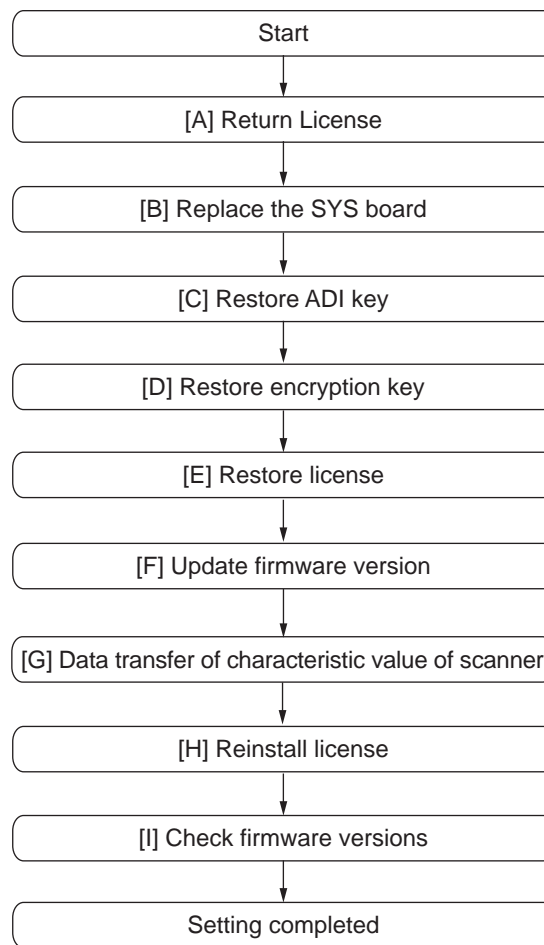 Start
[A] Return License
[B] Replace the SYS board
[C] Restore ADI key
[D] Restore encryption key
[E] Restore license
[F] Update firmware version
[G] Data transfer of characteristic value of scanner
[H] Reinstall license
[I] Check firmware versions
Setting completed